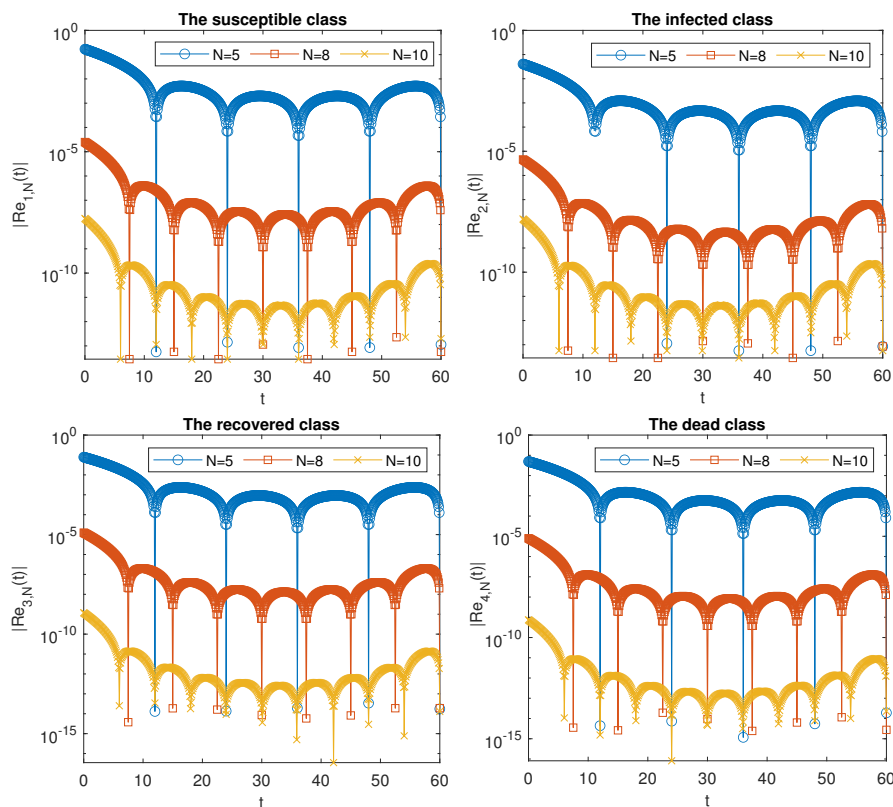 The susceptible class
10^0
N=5 N=8 N=10
10^-5
|Re_{1,N}(t)|
10^-10
0 10 20 30 40 50 60
t
The infected class
10^0
N=5 N=8 N=10
10^-5
|Re_{2,N}(t)|
10^-10
0 10 20 30 40 50 60
t
The recovered class
10^0
N=5 N=8 N=10
10^-5
|Re_{3,N}(t)|
10^-10
10^-15
0 10 20 30 40 50 60
t
The dead class
10^0
N=5 N=8 N=10
10^-5
|Re_{4,N}(t)|
10^-10
10^-15
0 10 20 30 40 50 60
t